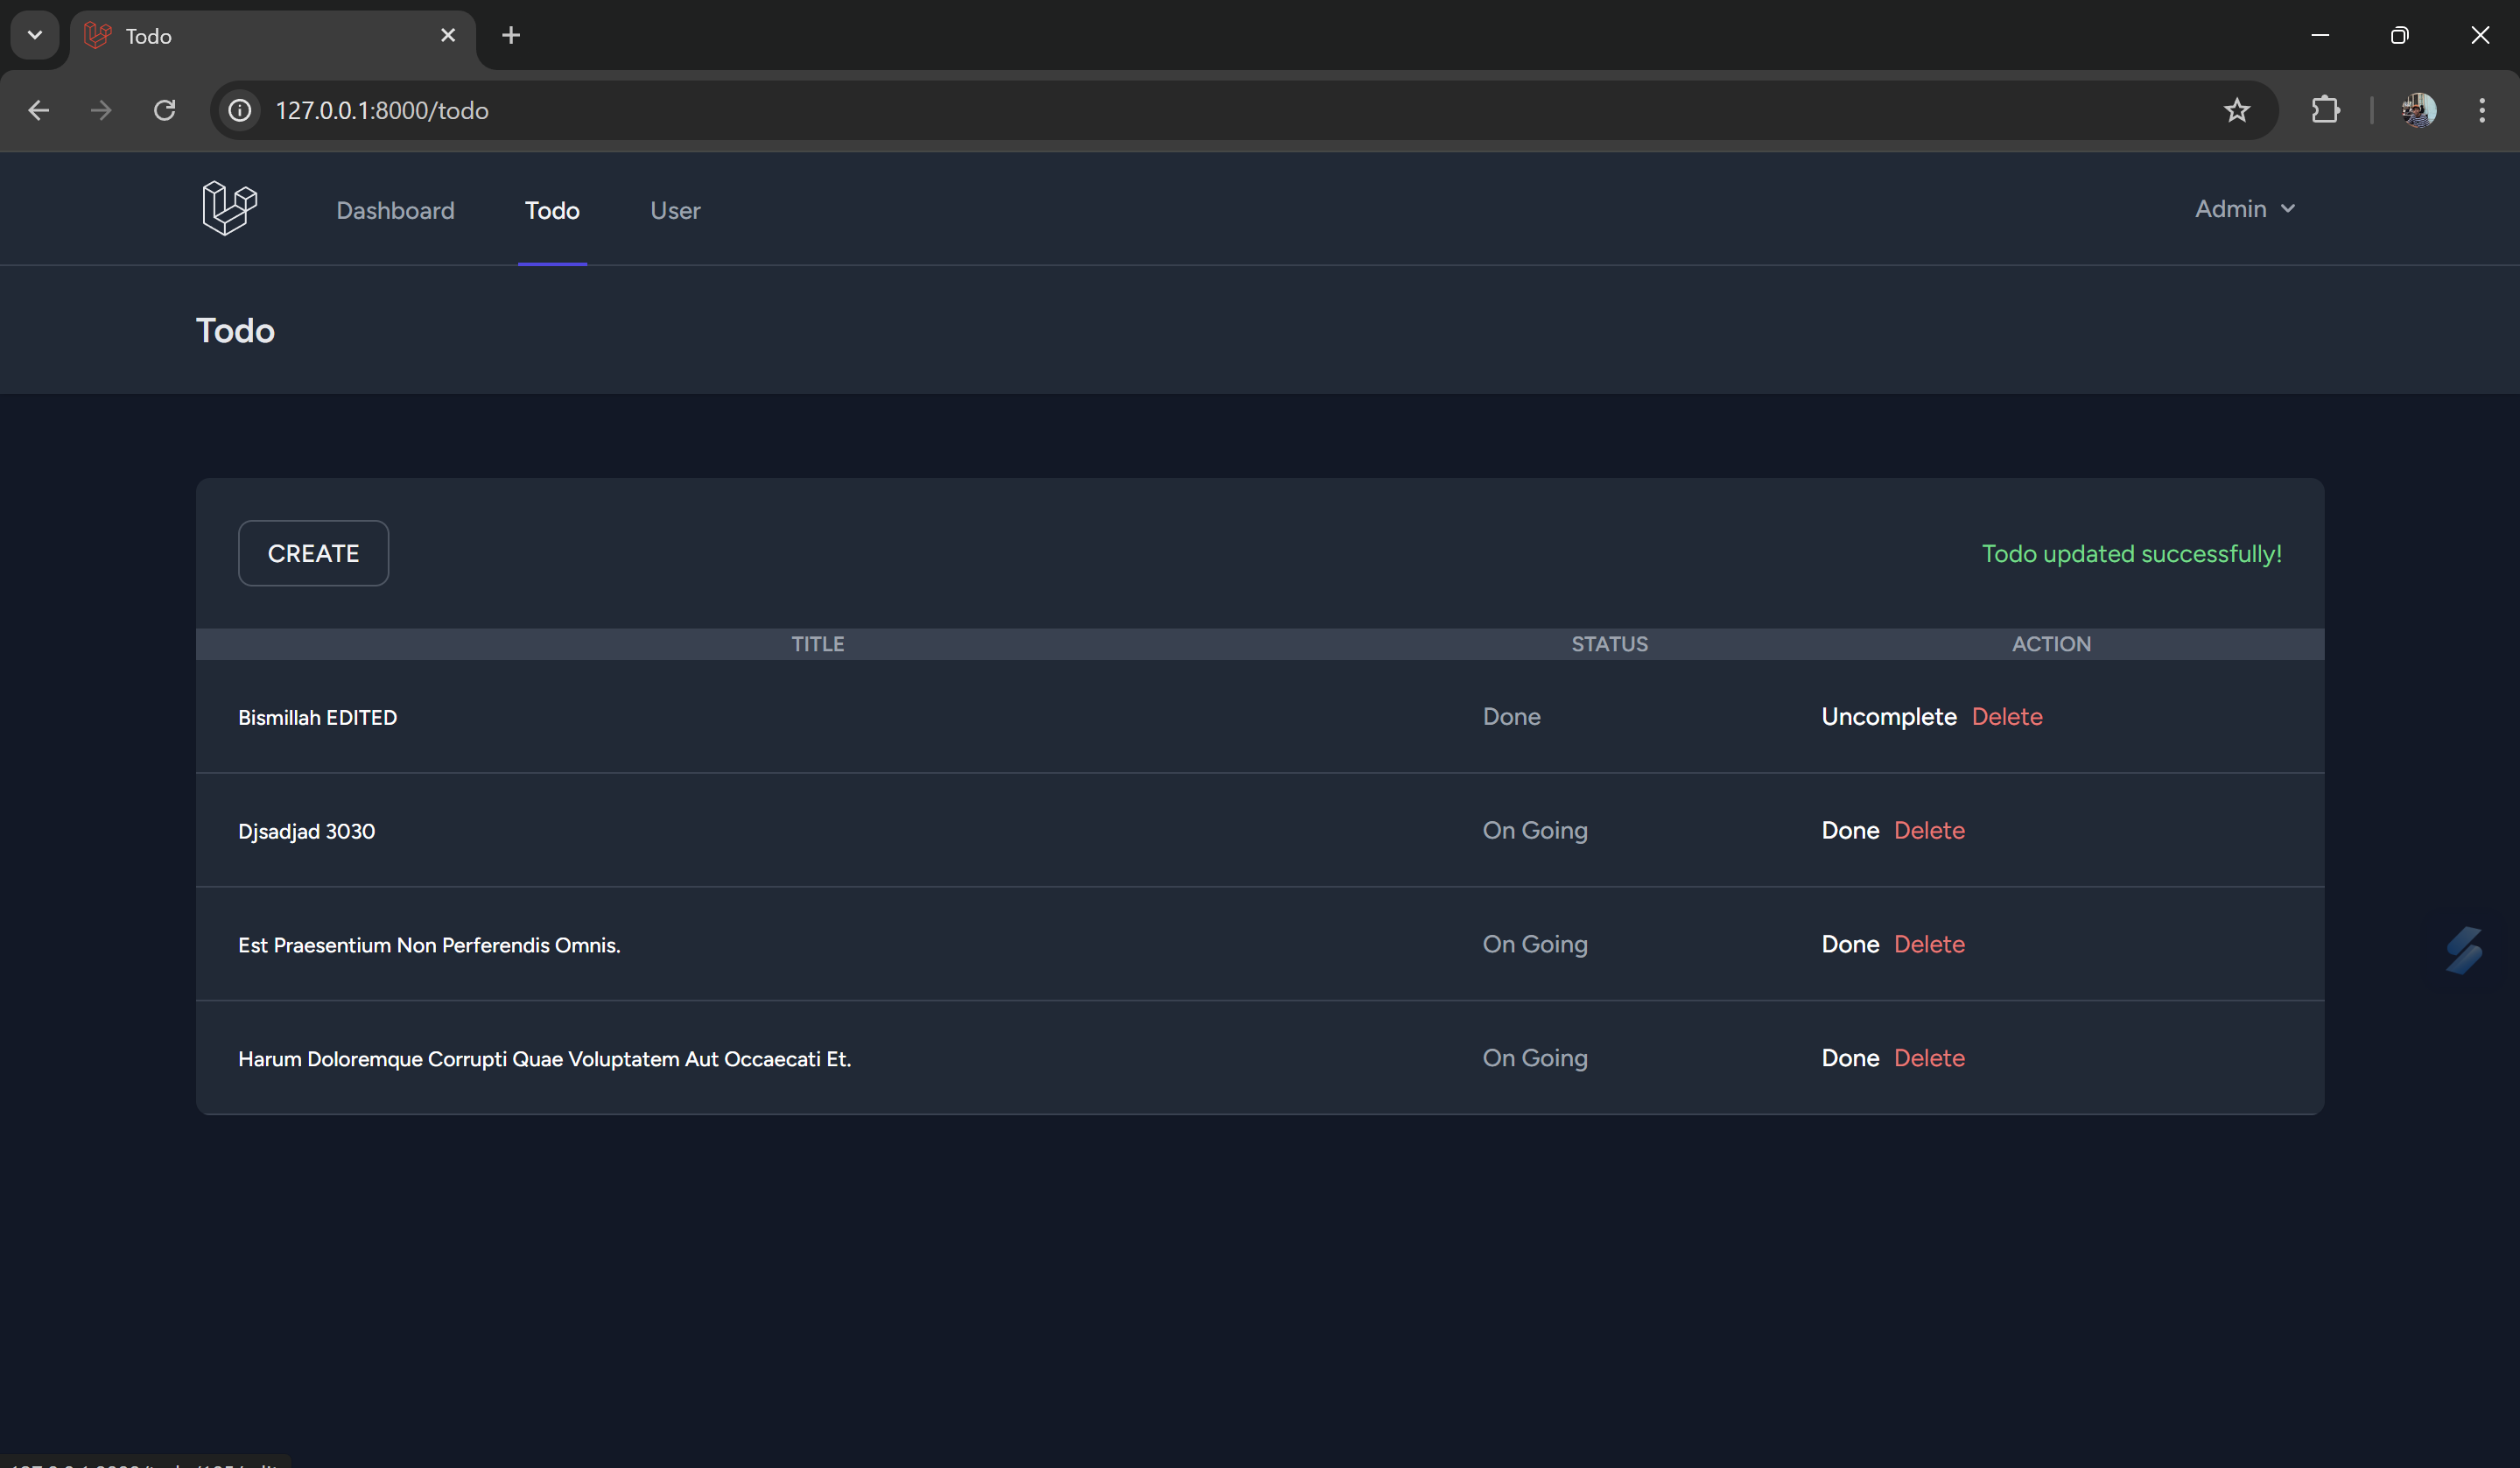 Todo
127.0.0.1:8000/todo
Dashboard Todo User Admin
Todo
CREATE Todo updated successfully!
TITLE STATUS ACTION
Bismillah EDITED Done Uncomplete Delete
Djsadjad 3030 On Going Done Delete
Est Praesentium Non Perferendis Omnis. On Going Done Delete
Harum Doloremque Corrupti Quae Voluptatem Aut Occaecati Et. On Going Done Delete